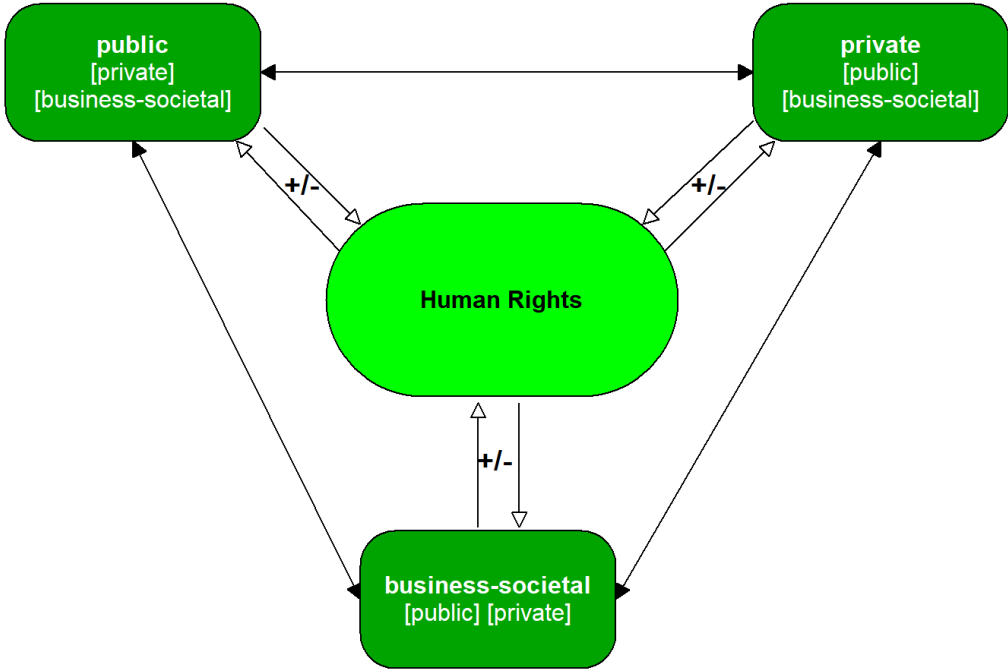 public
[private]
[business-societal]
private
[public]
[business-societal]
+/-
+/-
Human Rights
+/-
business-societal
[public] [private]